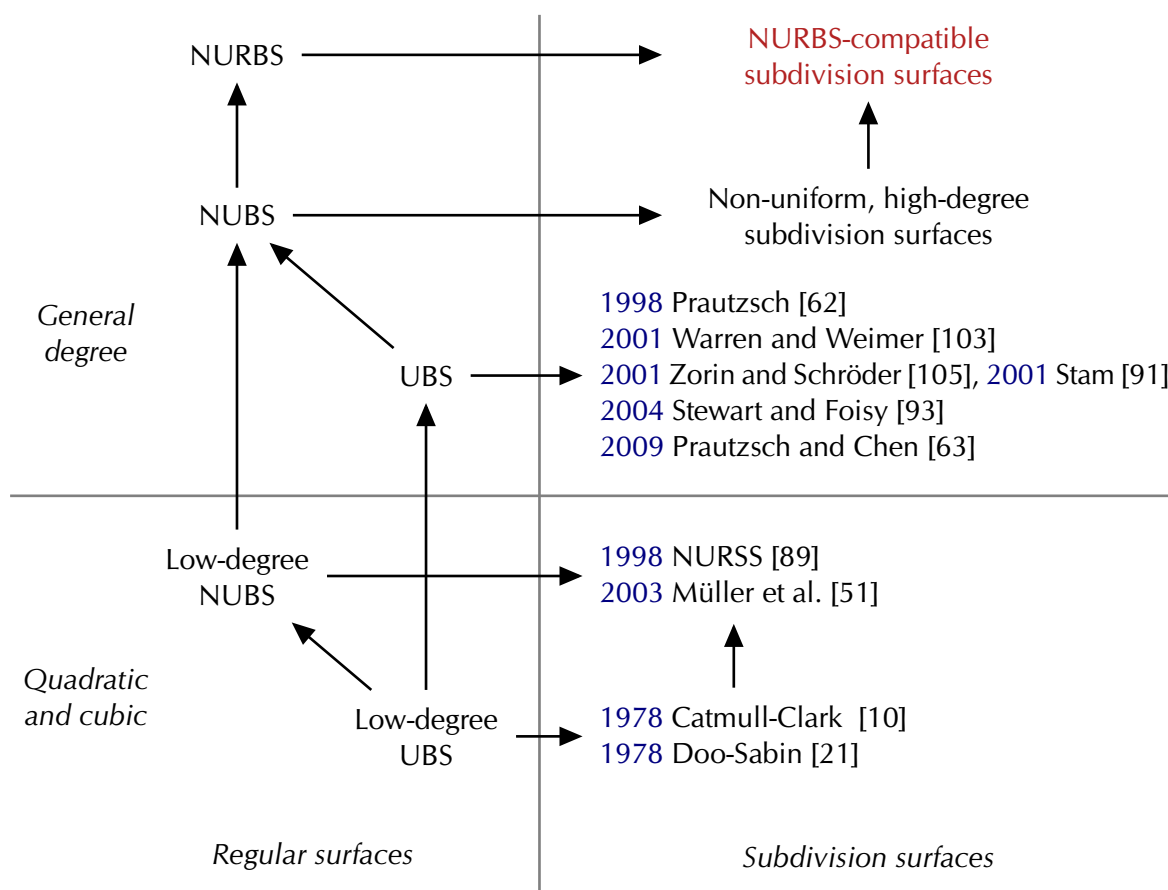 NURBS
NURBS-compatible
subdivision surfaces
NUBS
Non-uniform, high-degree
subdivision surfaces
General
degree
UBS
1998 Prautzsch [62]
2001 Warren and Weimer [103]
2001 Zorin and Schröder [105], 2001 Stam [91]
2004 Stewart and Foisy [93]
2009 Prautzsch and Chen [63]
Low-degree
NUBS
1998 NURSS [89]
2003 Müller et al. [51]
Quadratic
and cubic
Low-degree
UBS
1978 Catmull-Clark [10]
1978 Doo-Sabin [21]
Regular surfaces
Subdivision surfaces